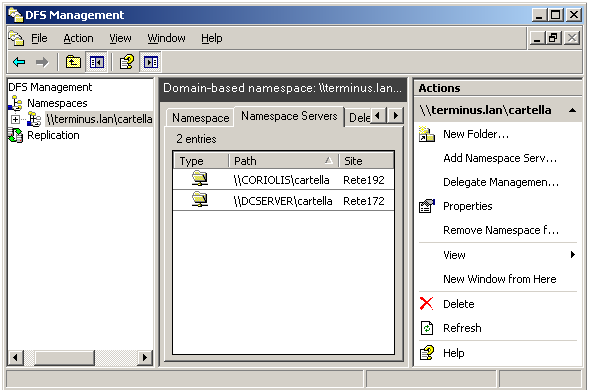 DFS Management
File Action View Window Help
DFS Management
Namespaces
\\terminus.lan\cartella
Replication
Domain-based namespace: \\terminus.lan...
Namespace Namespace Servers Dele
2 entries
Type Path Site
\\CORIOLIS\cartella Rete192
\\DCSERVER\cartella Rete172
Actions
\\terminus.lan\cartella
New Folder...
Add Namespace Serv...
Delegate Managemen...
Properties
Remove Namespace f...
View
New Window from Here
Delete
Refresh
Help